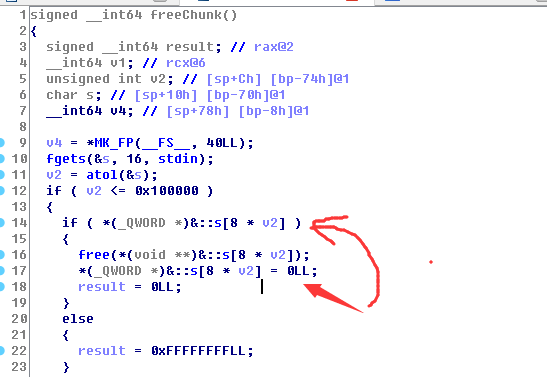 1 signed __int64 freeChunk()
2 {
3 signed __int64 result; // rax@2
4 __int64 v1; // rcx@6
5 unsigned int v2; // [sp+Ch] [bp-74h]@1
6 char s; // [sp+10h] [bp-70h]@1
7 __int64 v4; // [sp+78h] [bp-8h]@1
8
9 v4 = *MK_FP(__FS__, 40LL);
10 fgets(&s, 16, stdin);
11 v2 = atol(&s);
12 if ( v2 <= 0x100000 )
13 {
14 if ( *(_QWORD *)&::s[8 * v2] )
15 {
16 free(*(void **)&::s[8 * v2]);
17 *(_QWORD *)&::s[8 * v2] = 0LL;
18 result = 0LL;
19 }
20 else
21 {
22 result = 0xFFFFFFFFLL;
23 }